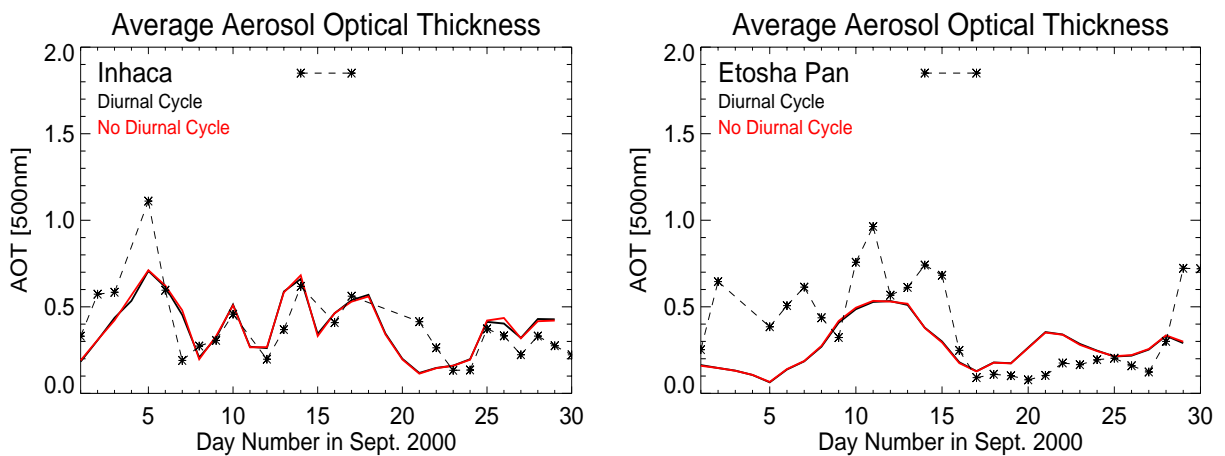 Average Aerosol Optical Thickness
2.0
1.5
1.0
0.5
0.0
AOT [500nm]
Inhaca
Diurnal Cycle
No Diurnal Cycle
5 10 15 20 25 30
Day Number in Sept. 2000
Average Aerosol Optical Thickness
2.0
1.5
1.0
0.5
0.0
AOT [500nm]
Etosha Pan
Diurnal Cycle
No Diurnal Cycle
5 10 15 20 25 30
Day Number in Sept. 2000